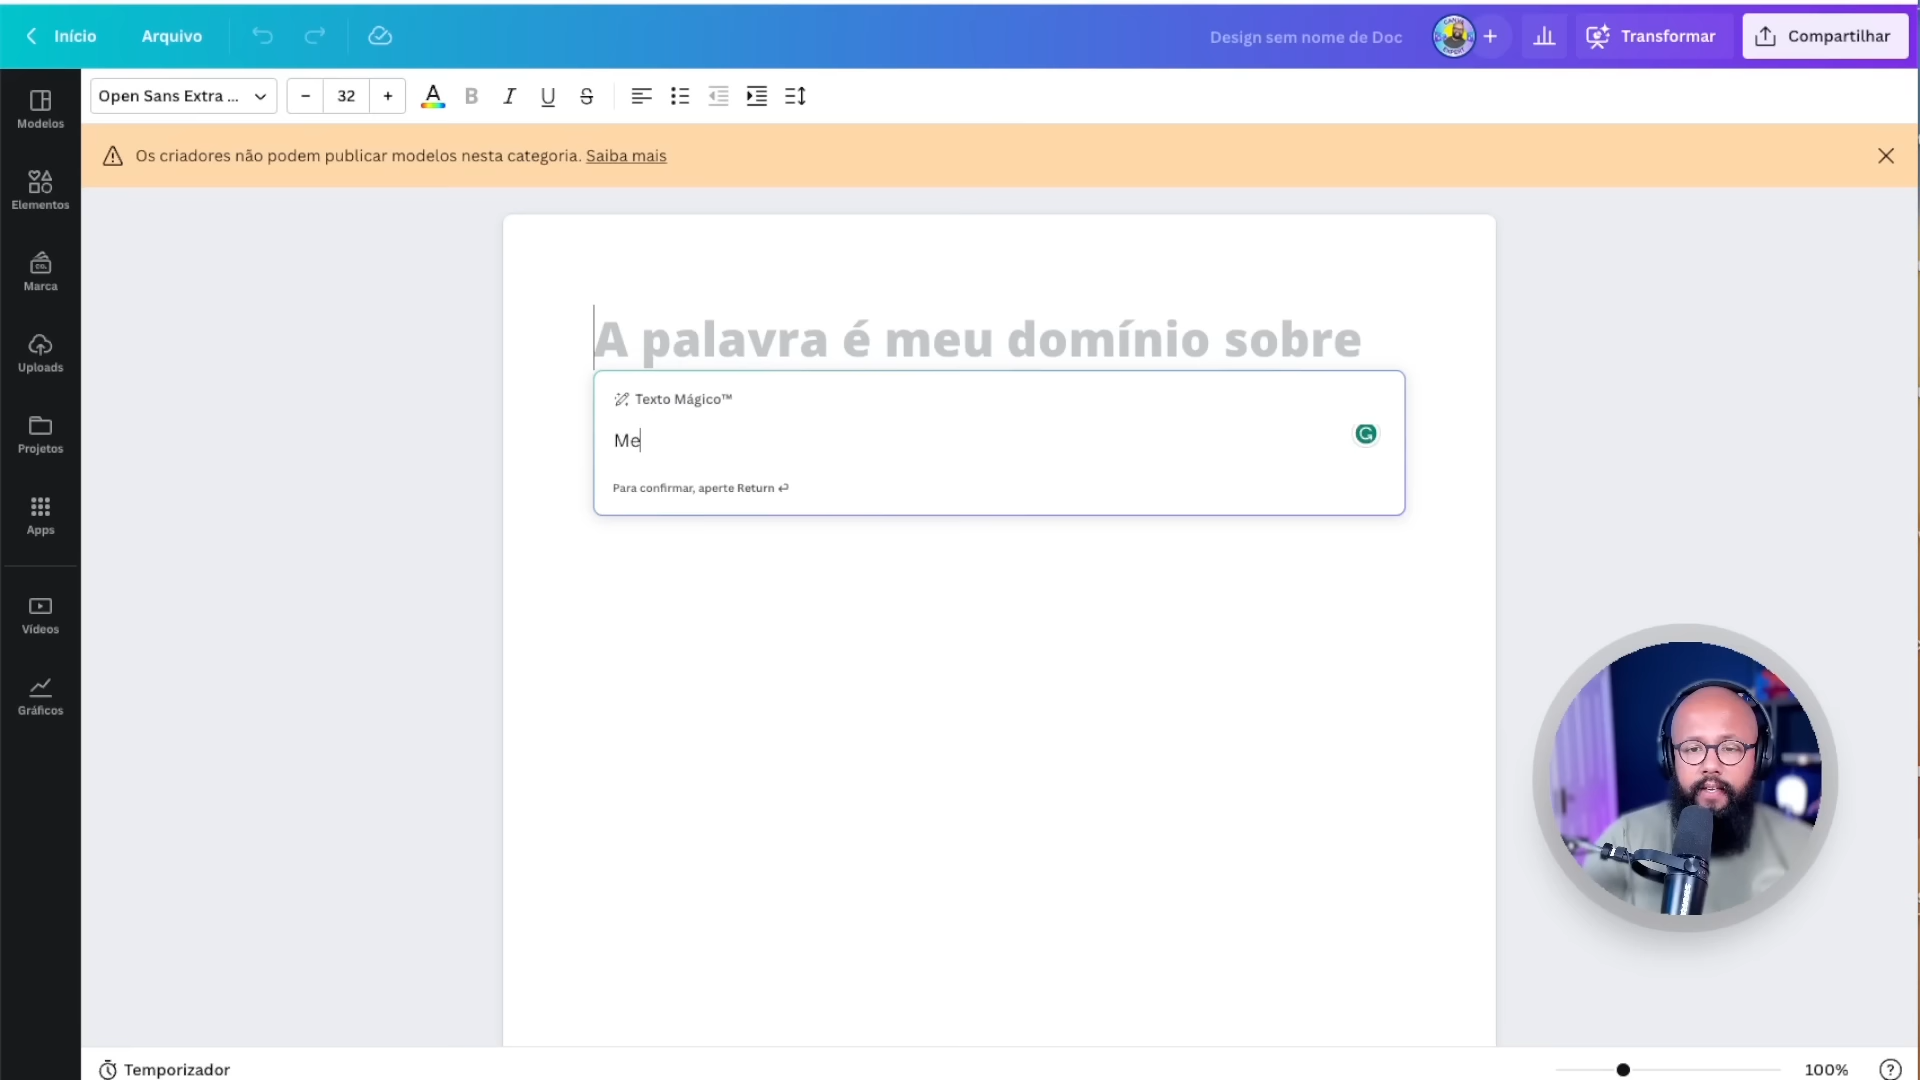 Início
Arquivo
Design sem nome de Doc
+
Transformar
Compartilhar
Open Sans Extra ...
−
32
+
A
B
I
U
S
Modelos
Elementos
Marca
Uploads
Projetos
Apps
Vídeos
Gráficos
Os criadores não podem publicar modelos nesta categoria. Saiba mais
A palavra é meu domínio sobre
Texto Mágico™
Me
Para confirmar, aperte Return ↵
Temporizador
100%
?